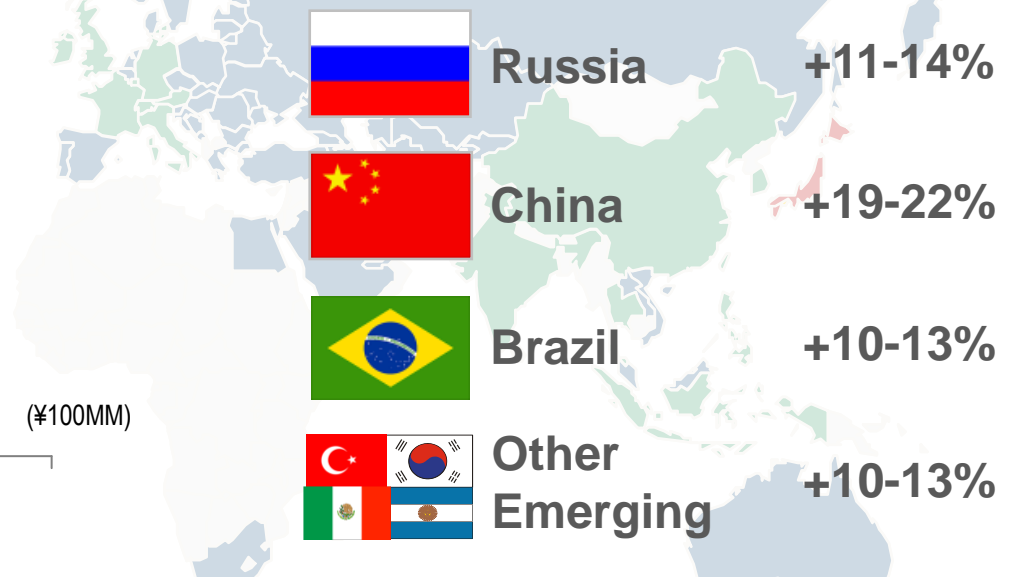 Russia +11-14%
China +19-22%
Brazil +10-13%
(¥100MM)
Other
Emerging +10-13%